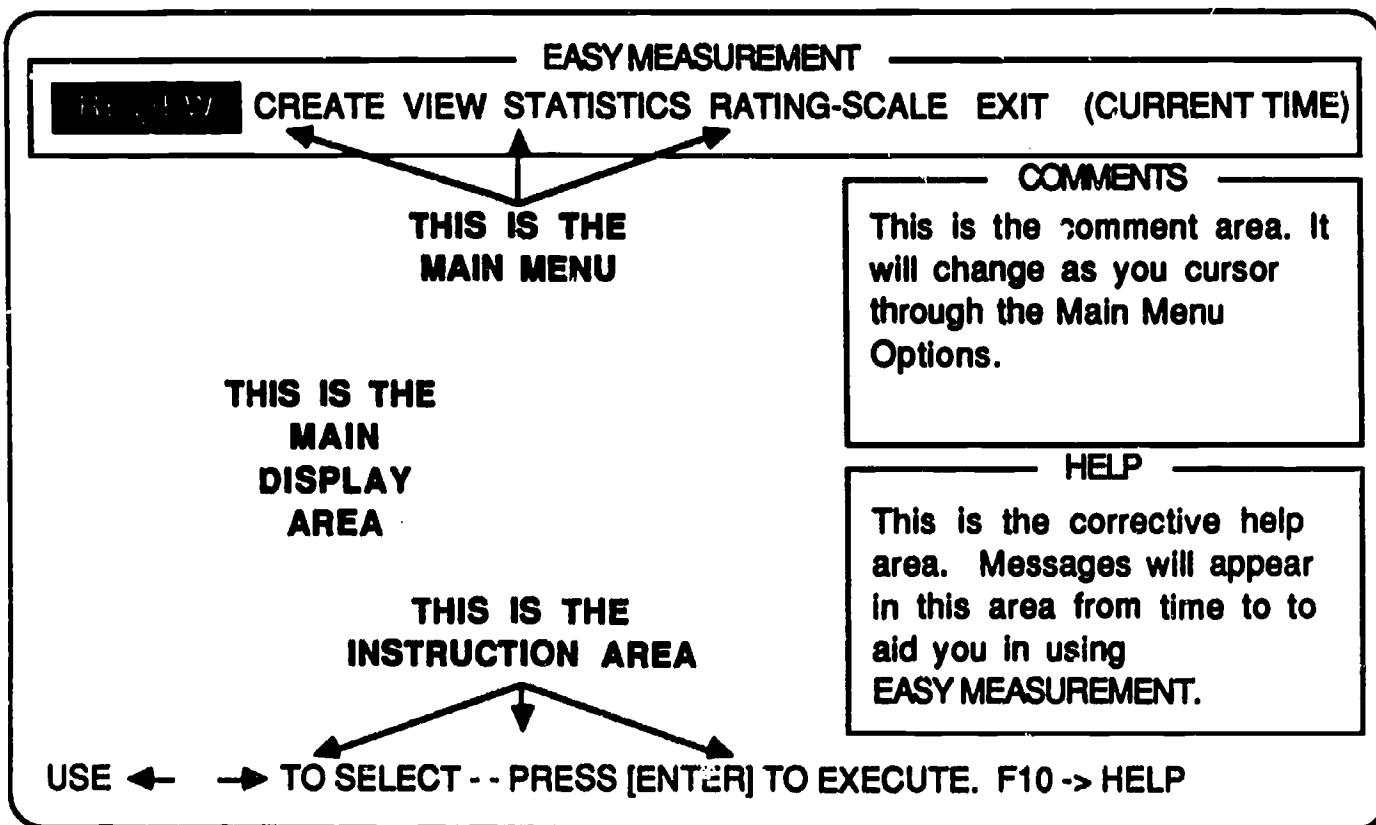 EASY MEASUREMENT
CREATE VIEW STATISTICS RATING-SCALE EXIT (CURRENT TIME)
THIS IS THE
MAIN MENU
COMMENTS
This is the comment area. It
will change as you cursor
through the Main Menu
Options.
THIS IS THE
MAIN
DISPLAY
AREA
HELP
This is the corrective help
area. Messages will appear
in this area from time to to
aid you in using
EASY MEASUREMENT.
THIS IS THE
INSTRUCTION AREA
USE ← → TO SELECT - - PRESS [ENTER] TO EXECUTE. F10 -> HELP